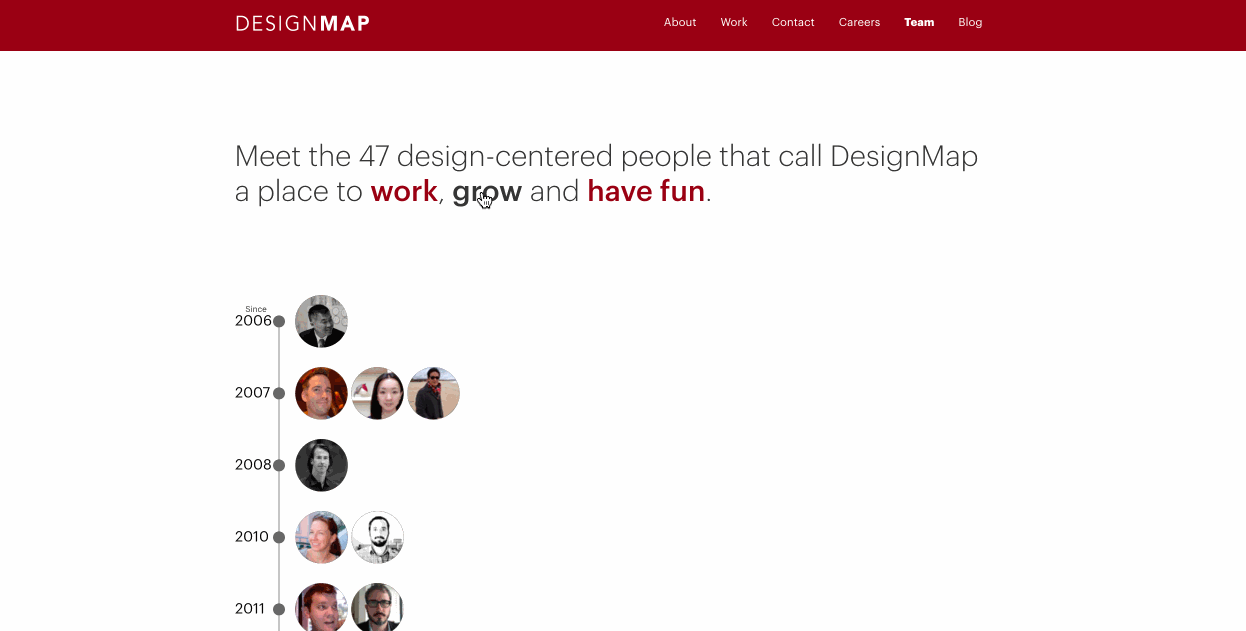 DESIGNMAP
About Work Contact Careers Team Blog
Meet the 47 design-centered people that call DesignMap
a place to work, grow and have fun.
Since
2006
2007
2008
2010
2011